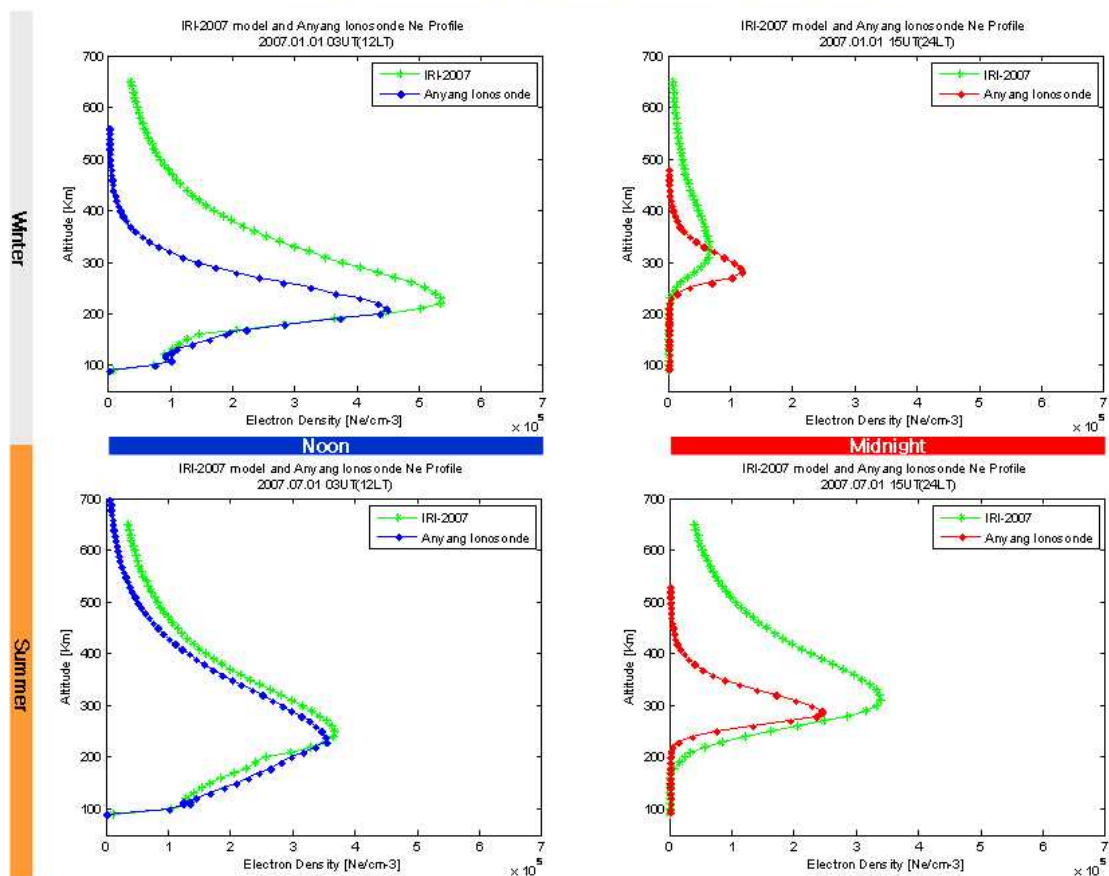 IRI-2007 model and Anyang Ionosonde Ne Profile
2007.01.01 03UT(12LT)
IRI-2007
Anyang Ionosonde
Altitude [Km]
700
600
500
400
300
200
100
0 1 2 3 4 5 6 7
Electron Density [Ne/cm-3]
× 10⁵
IRI-2007 model and Anyang Ionosonde Ne Profile
2007.01.01 15UT(24LT)
IRI-2007
Anyang Ionosonde
Altitude [Km]
700
600
500
400
300
200
100
0 1 2 3 4 5 6 7
Electron Density [Ne/cm-3]
× 10⁵
Winter
Noon
Midnight
IRI-2007 model and Anyang Ionosonde Ne Profile
2007.07.01 03UT(12LT)
IRI-2007
Anyang Ionosonde
Altitude [Km]
700
600
500
400
300
200
100
0 1 2 3 4 5 6 7
Electron Density [Ne/cm-3]
× 10⁵
IRI-2007 model and Anyang Ionosonde Ne Profile
2007.07.01 15UT(24LT)
IRI-2007
Anyang Ionosonde
Altitude [Km]
700
600
500
400
300
200
100
0 1 2 3 4 5 6 7
Electron Density [Ne/cm-3]
× 10⁵
Summer